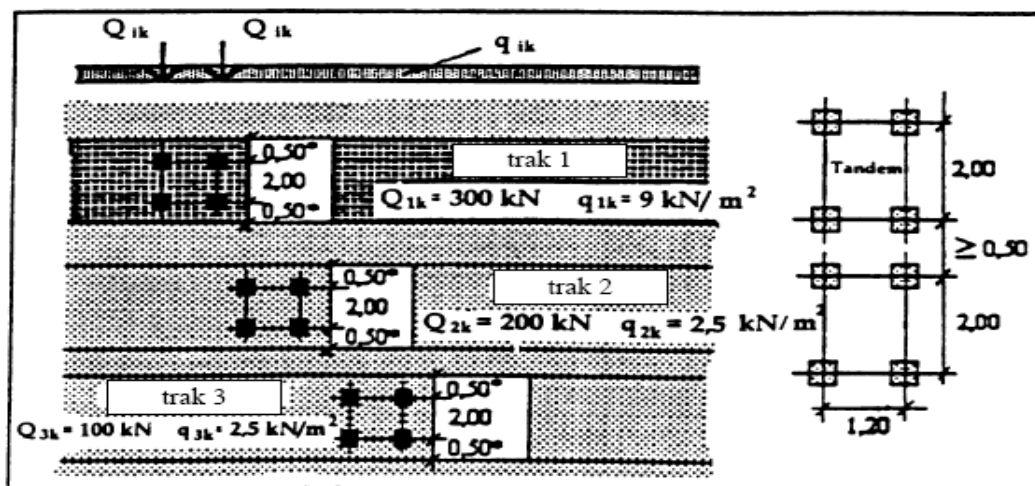 Q ik Q ik
q ik
0,50*
trak 1
2,00
Q1k = 300 kN q1k = 9 kN/m²
0,50*
0,50*
trak 2
2,00
Q2k = 200 kN q2k = 2,5 kN/m²
0,50*
trak 3
0,50*
2,00
Q3k = 100 kN q3k = 2,5 kN/m²
0,50*
Tandem
2,00
≥ 0,50
2,00
1,20